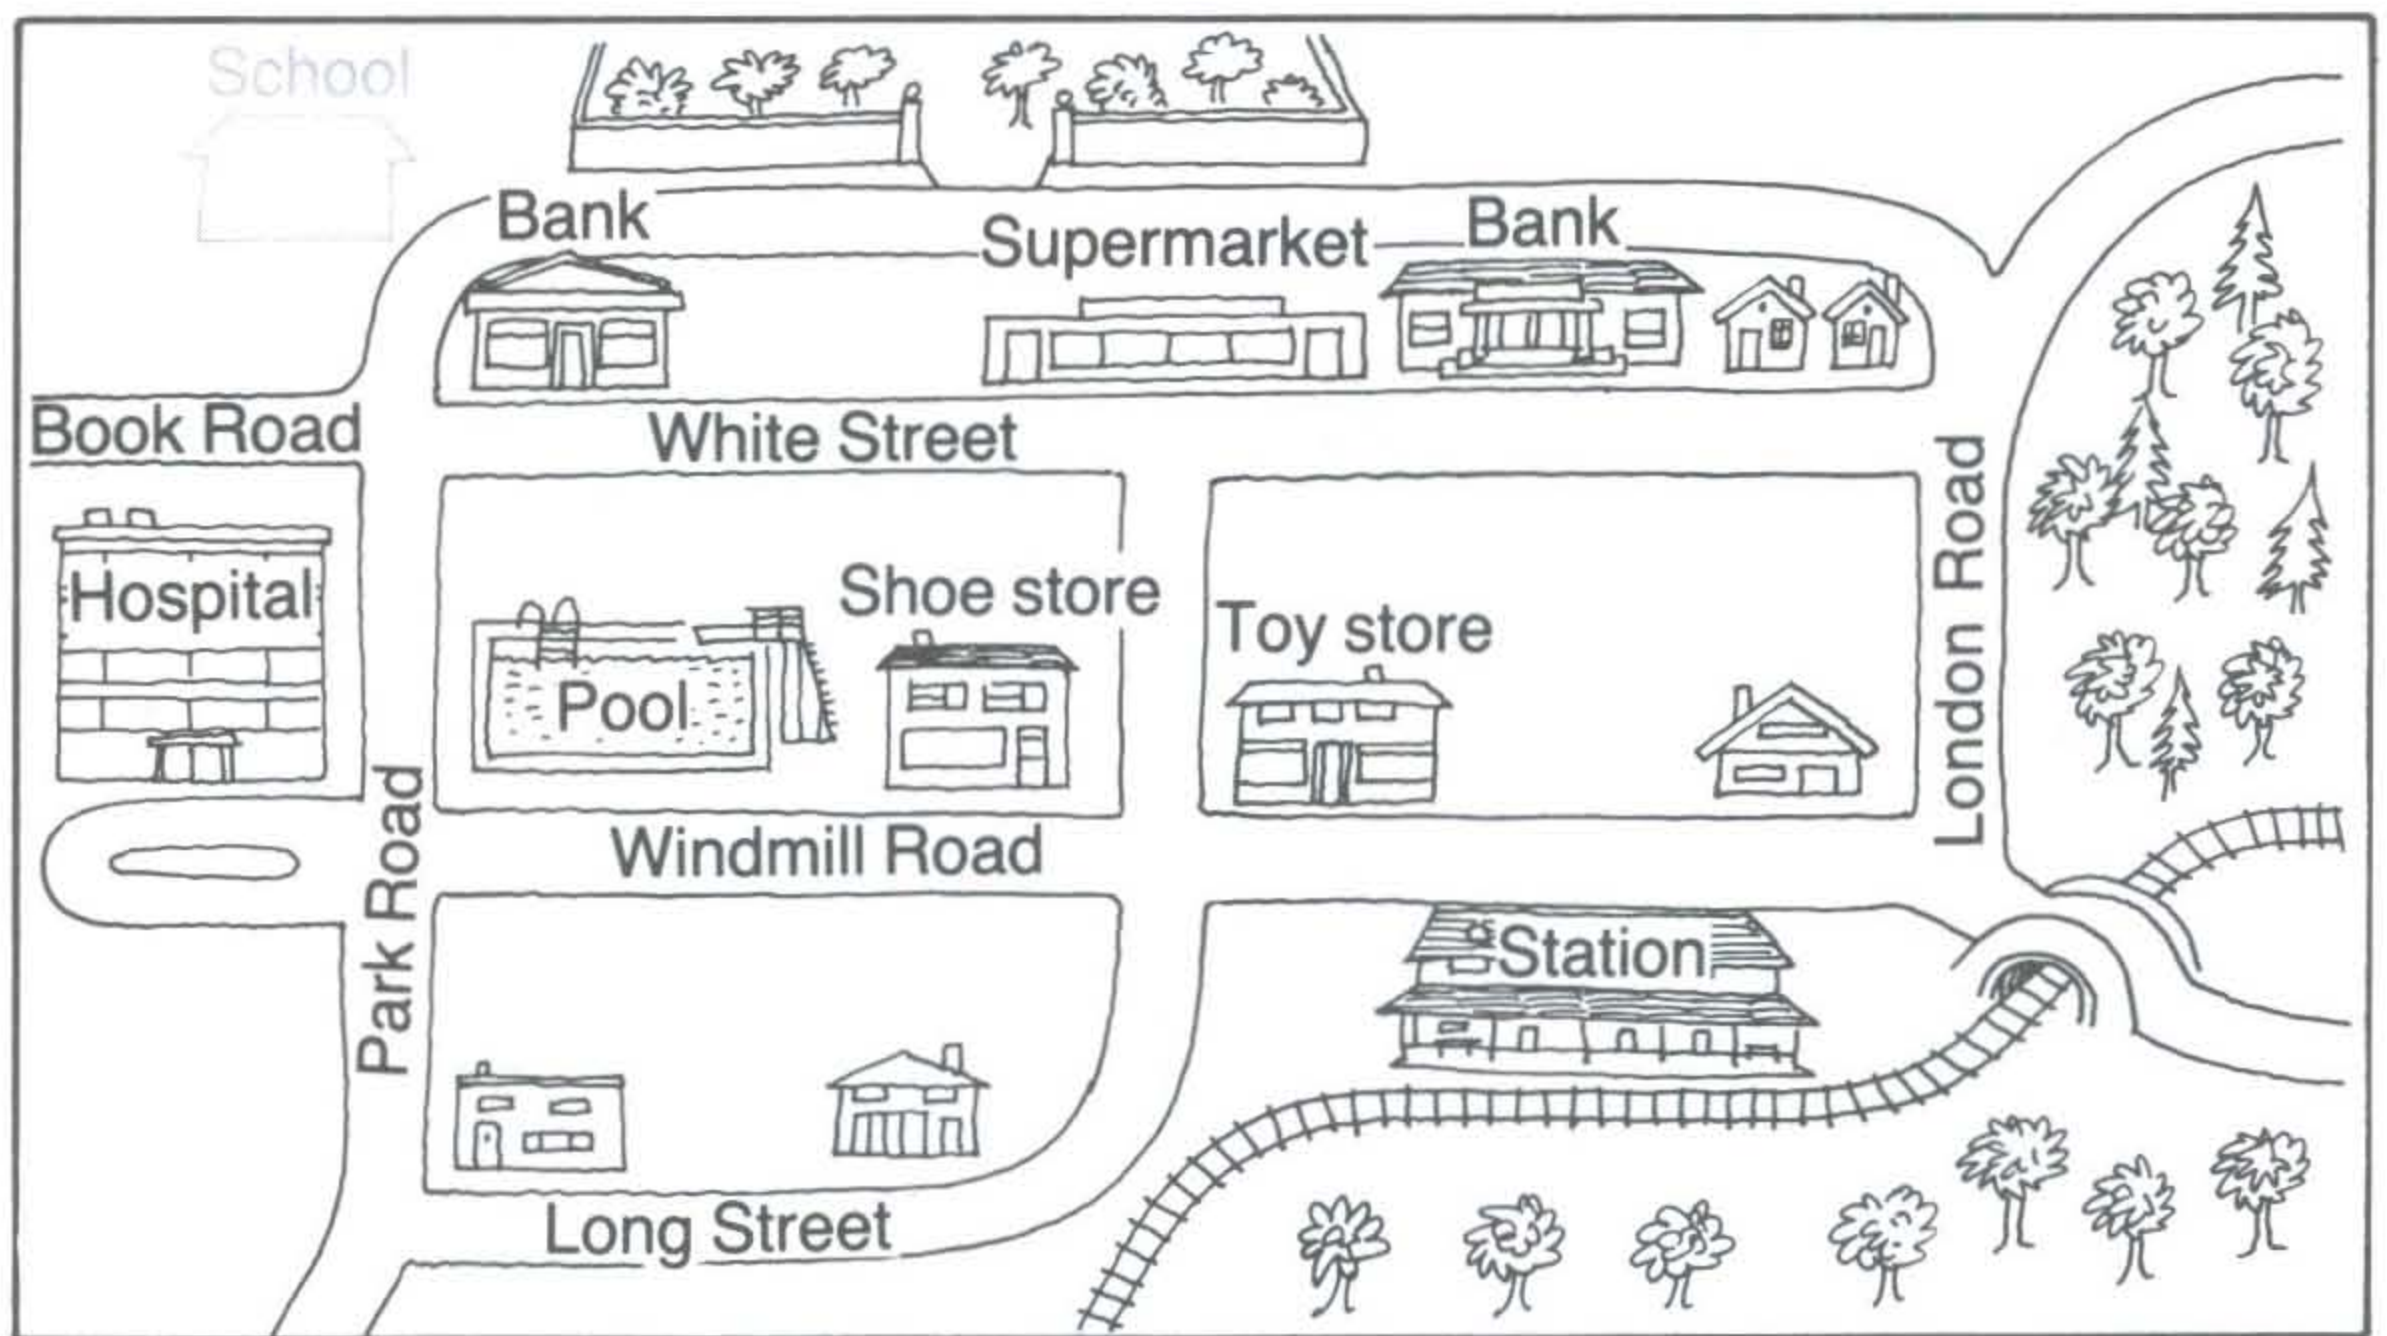 School
Bank
Supermarket
Bank
Book Road
White Street
Hospital
Shoe store
Toy store
Pool
London Road
Windmill Road
Park Road
Station
Long Street